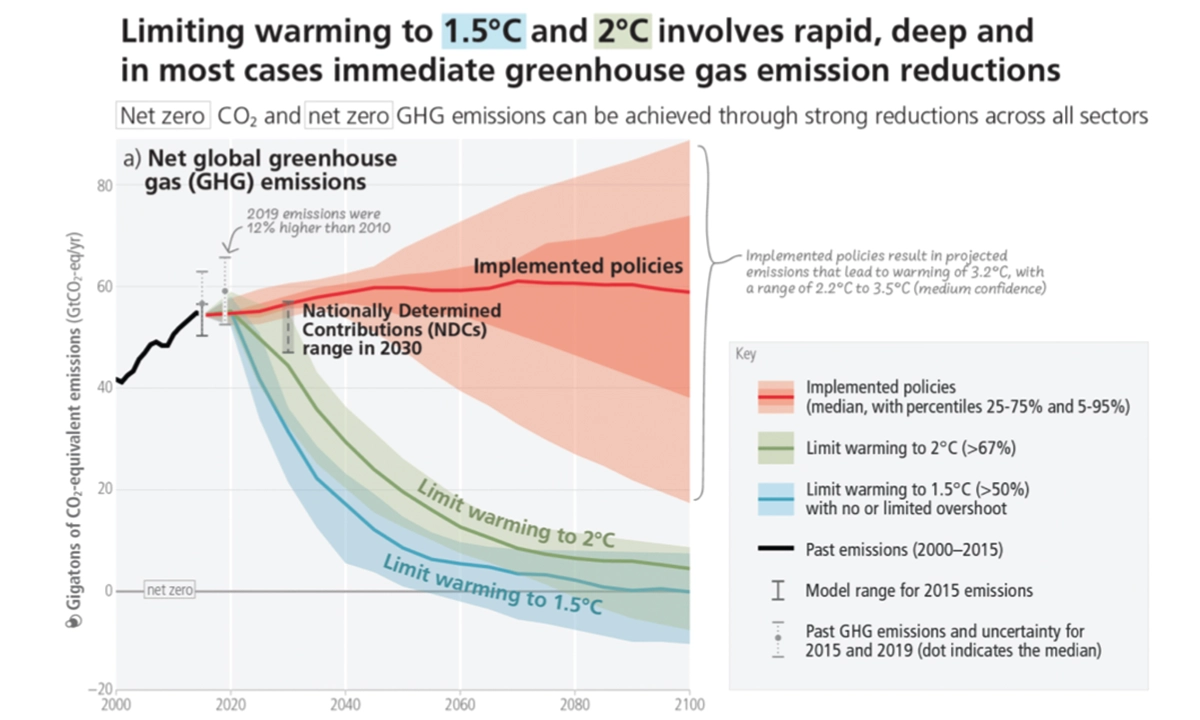 Limiting warming to 1.5°C and 2°C involves rapid, deep and
in most cases immediate greenhouse gas emission reductions
Net zero CO₂ and net zero GHG emissions can be achieved through strong reductions across all sectors
a) Net global greenhouse
gas (GHG) emissions
2019 emissions were
12% higher than 2010
Gigatons of CO₂-equivalent emissions (GtCO₂-eq/yr)
80
60
40
20
0
−20
net zero
2000
2020
2040
2060
2080
2100
Implemented policies
Nationally Determined
Contributions (NDCs)
range in 2030
Limit warming to 2°C
Limit warming to 1.5°C
Implemented policies result in projected
emissions that lead to warming of 3.2°C, with
a range of 2.2°C to 3.5°C (medium confidence)
Key
Implemented policies
(median, with percentiles 25-75% and 5-95%)
Limit warming to 2°C (>67%)
Limit warming to 1.5°C (>50%)
with no or limited overshoot
Past emissions (2000–2015)
Model range for 2015 emissions
Past GHG emissions and uncertainty for
2015 and 2019 (dot indicates the median)